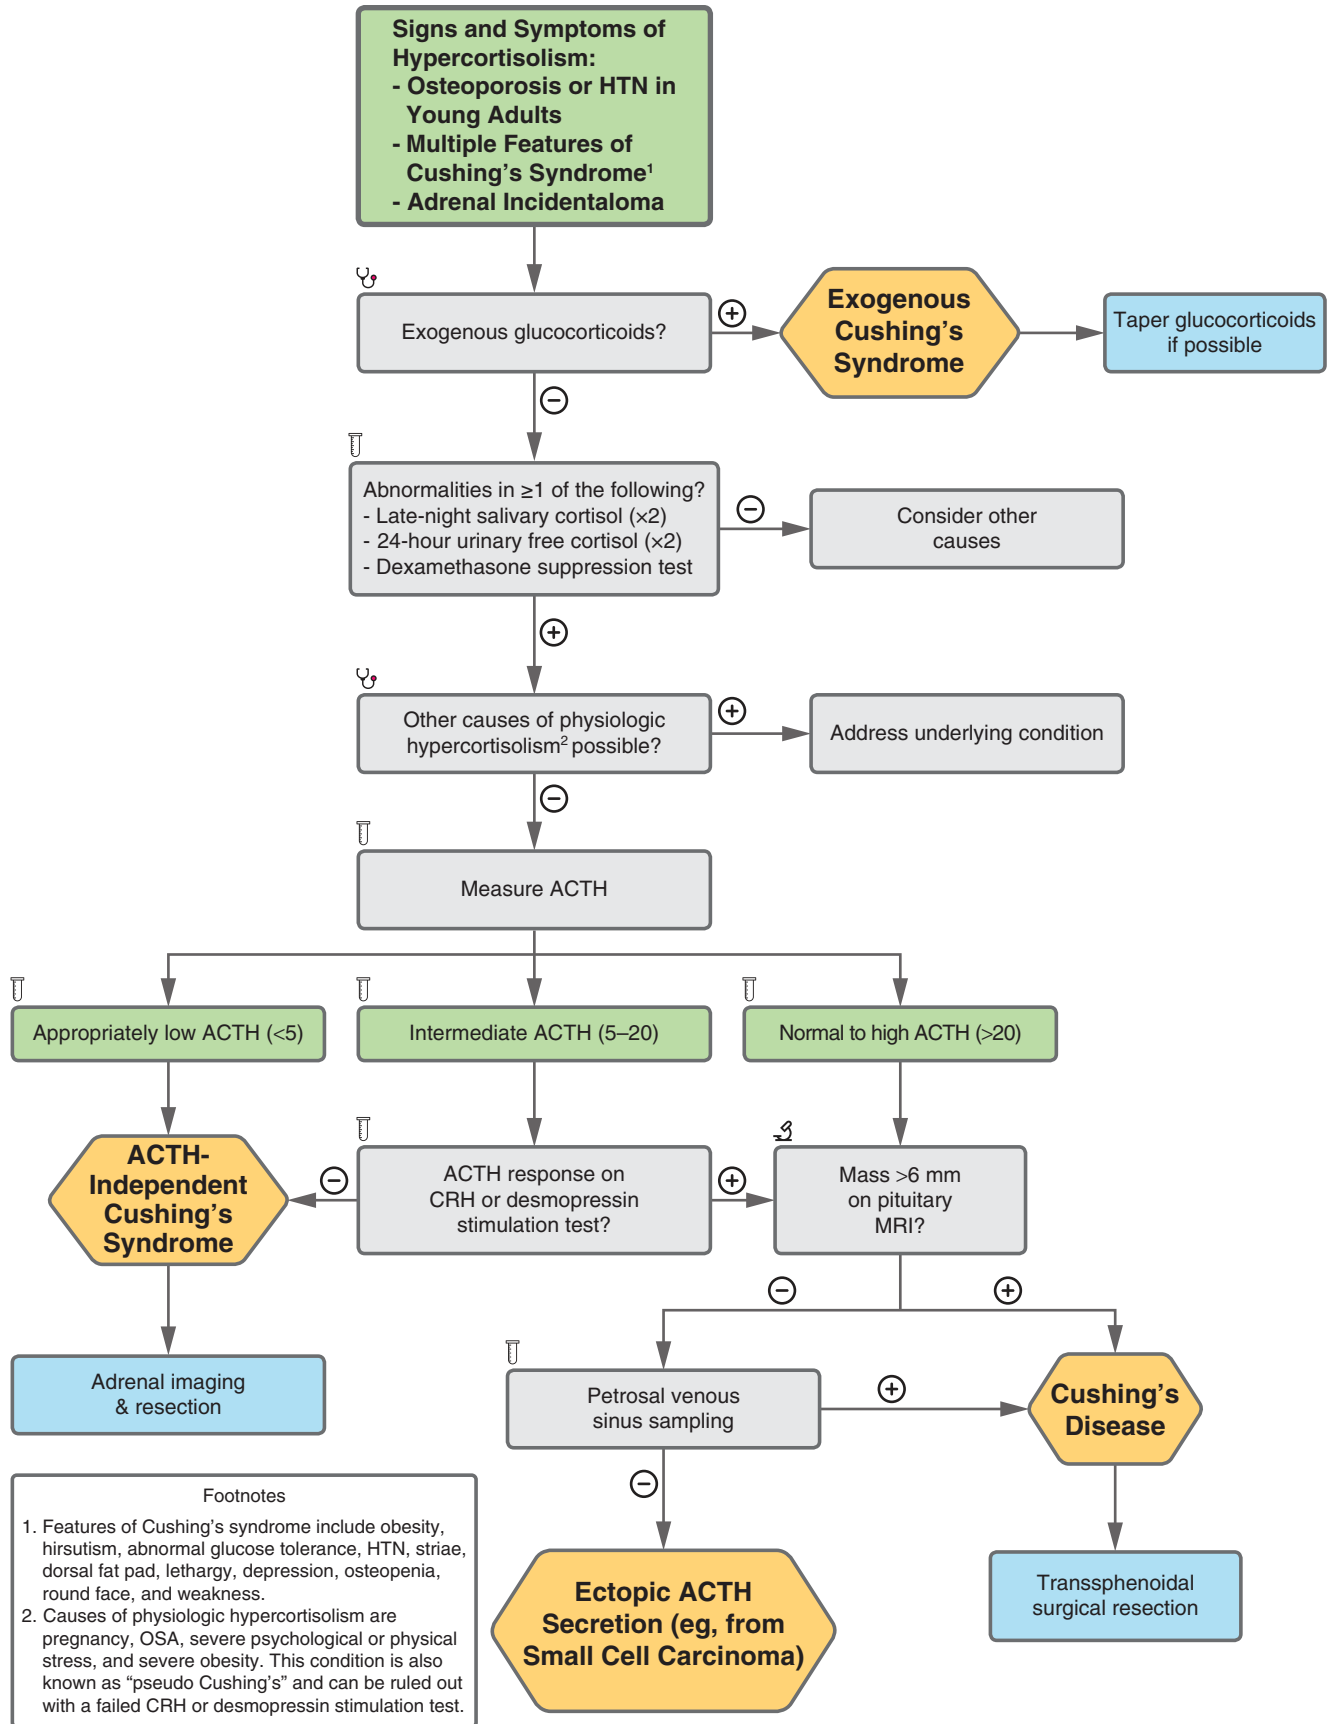 Signs and Symptoms of
Hypercortisolism:
- Osteoporosis or HTN in
Young Adults
- Multiple Features of
Cushing's Syndrome¹
- Adrenal Incidentaloma
Exogenous glucocorticoids?
+
Exogenous
Cushing's
Syndrome
Taper glucocorticoids
if possible
−
Abnormalities in ≥1 of the following?
- Late-night salivary cortisol (×2)
- 24-hour urinary free cortisol (×2)
- Dexamethasone suppression test
−
Consider other
causes
+
Other causes of physiologic
hypercortisolism² possible?
+
Address underlying condition
−
Measure ACTH
Appropriately low ACTH (<5)
Intermediate ACTH (5–20)
Normal to high ACTH (>20)
ACTH-
Independent
Cushing's
Syndrome
−
ACTH response on
CRH or desmopressin
stimulation test?
+
Mass >6 mm
on pituitary
MRI?
−
+
Adrenal imaging
& resection
Petrosal venous
sinus sampling
+
Cushing's
Disease
−
Ectopic ACTH
Secretion (eg, from
Small Cell Carcinoma)
Transsphenoidal
surgical resection
Footnotes
1. Features of Cushing's syndrome include obesity,
hirsutism, abnormal glucose tolerance, HTN, striae,
dorsal fat pad, lethargy, depression, osteopenia,
round face, and weakness.
2. Causes of physiologic hypercortisolism are
pregnancy, OSA, severe psychological or physical
stress, and severe obesity. This condition is also
known as “pseudo Cushing's” and can be ruled out
with a failed CRH or desmopressin stimulation test.